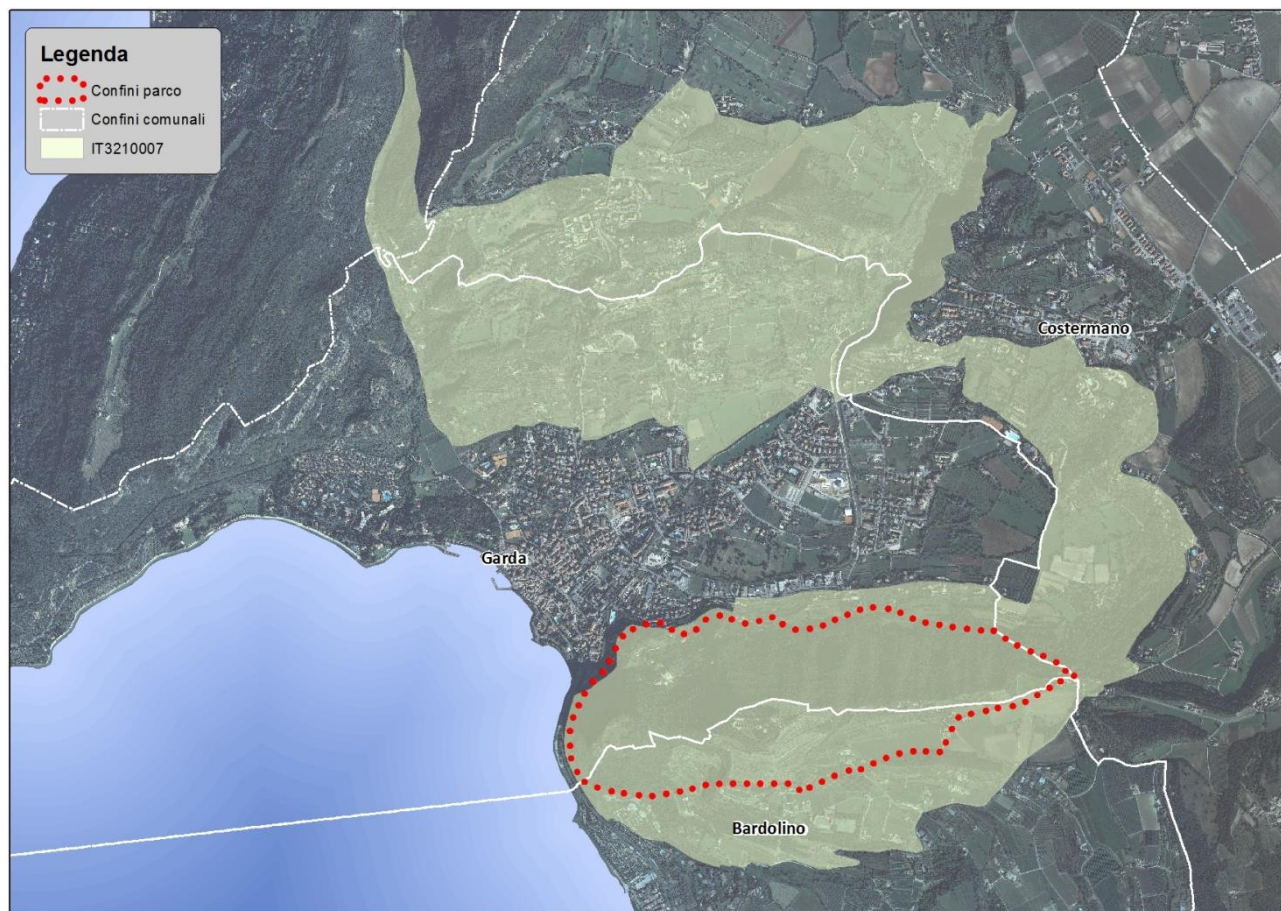 Legenda
Confini parco
Confini comunali
IT3210007
Costermano
Garda
Bardolino